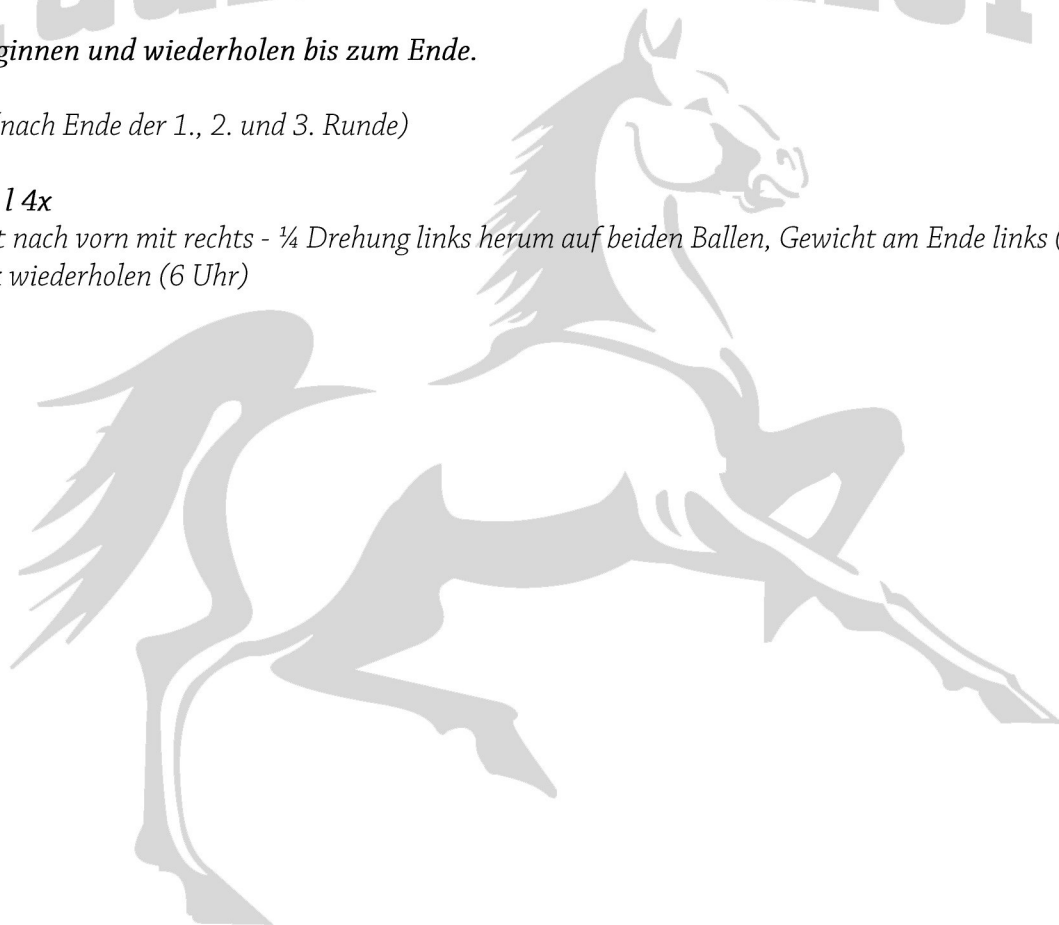 und wiederholen bis zum Ende.
nach Ende der 1., 2. und 3. Runde)
l 4x
nach vorn mit rechts - ¼ Drehung links herum auf beiden Ballen, Gewicht am Ende links (
wiederholen (6 Uhr)